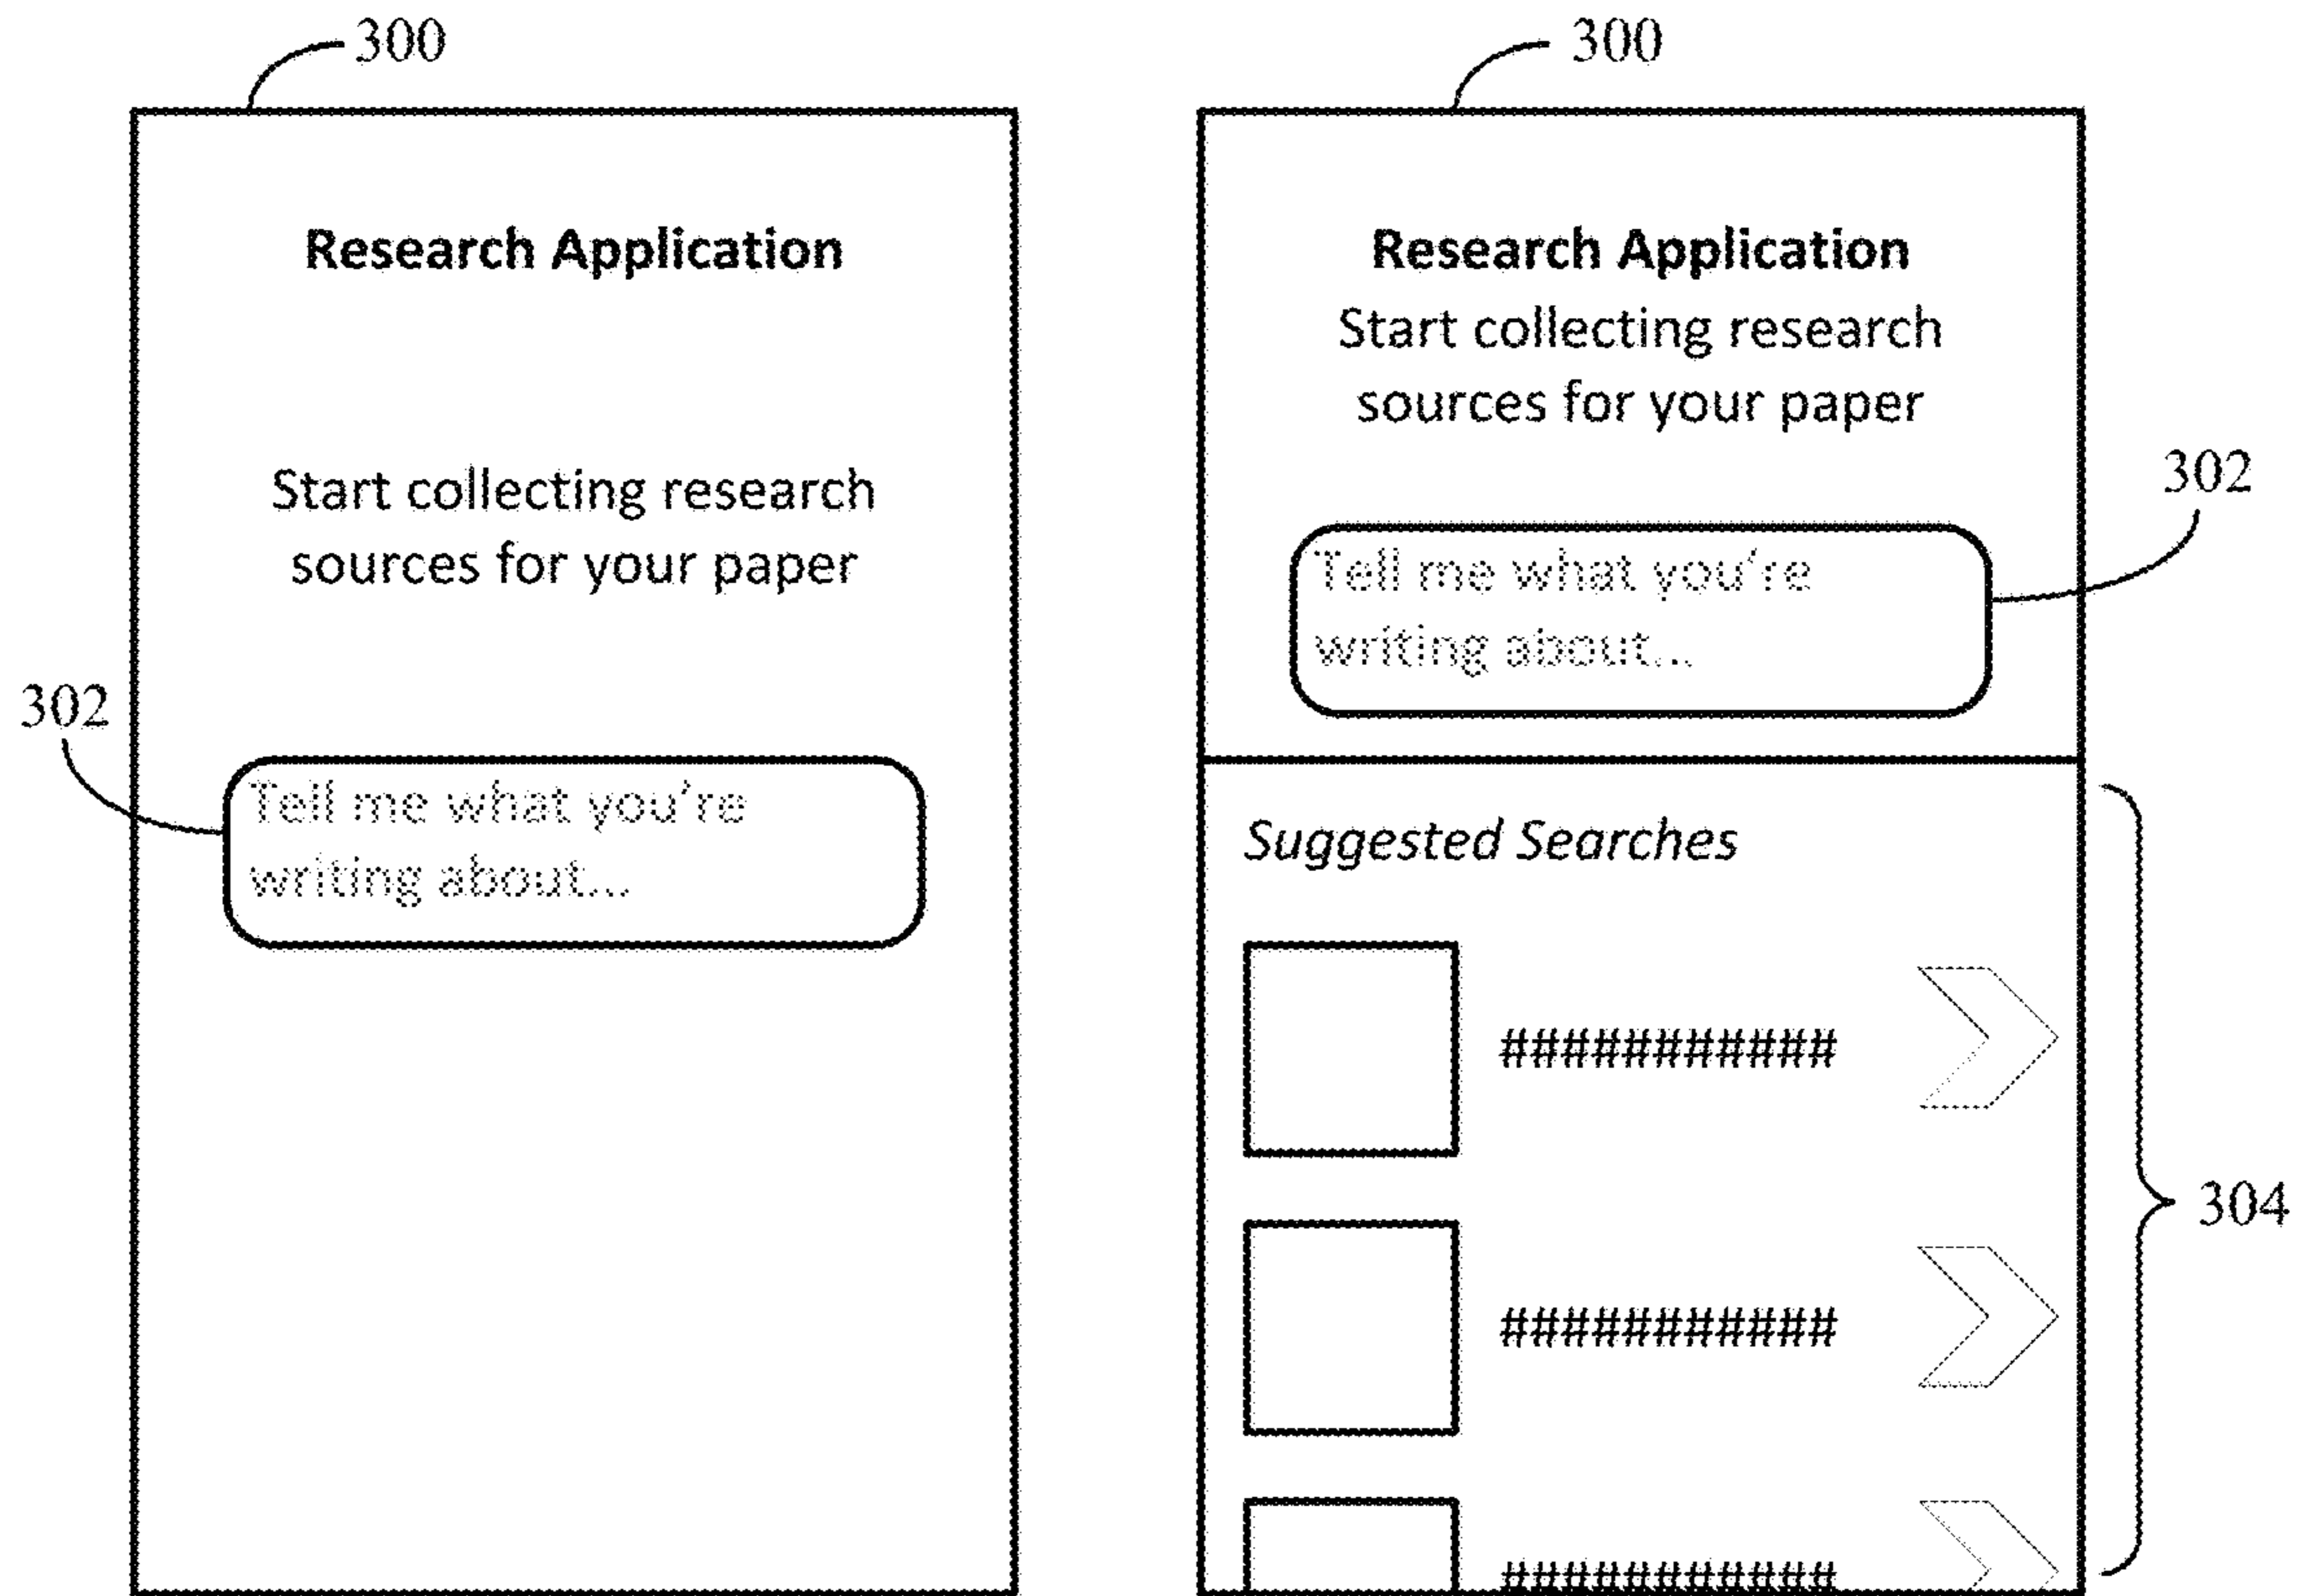 300
Research Application
Start collecting research
sources for your paper
302
Tell me what you're
writing about...
300
Research Application
Start collecting research
sources for your paper
302
Tell me what you're
writing about...
Suggested Searches
###########
###########
304
###########